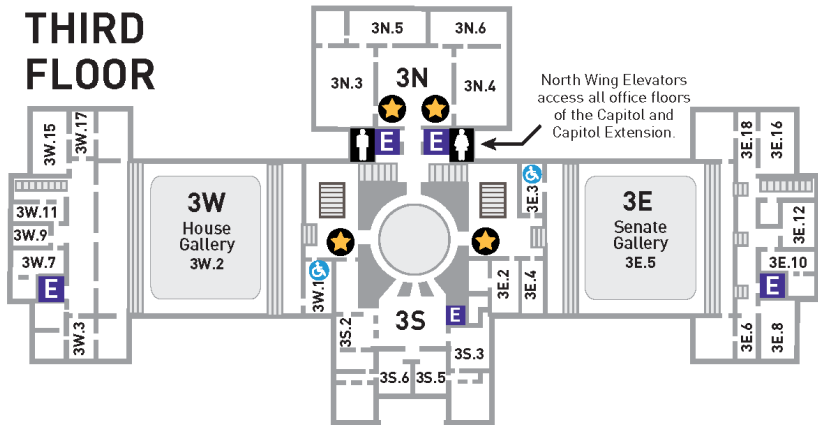 THIRD
FLOOR
3N.5
3N.6
3N.3
3N
3N.4
North Wing Elevators
access all office floors
of the Capitol and
Capitol Extension.
E
E
3W.15
3W.17
3W.11
3W.9
3W.7
E
3W.3
3W
House
Gallery
3W.2
3W.1
3E.3
3E.2
3E.4
3E
Senate
Gallery
3E.5
3E.18
3E.16
3E.12
3E.10
E
3E.6
3E.8
3S
E
3S.2
3S.3
3S.6
3S.5